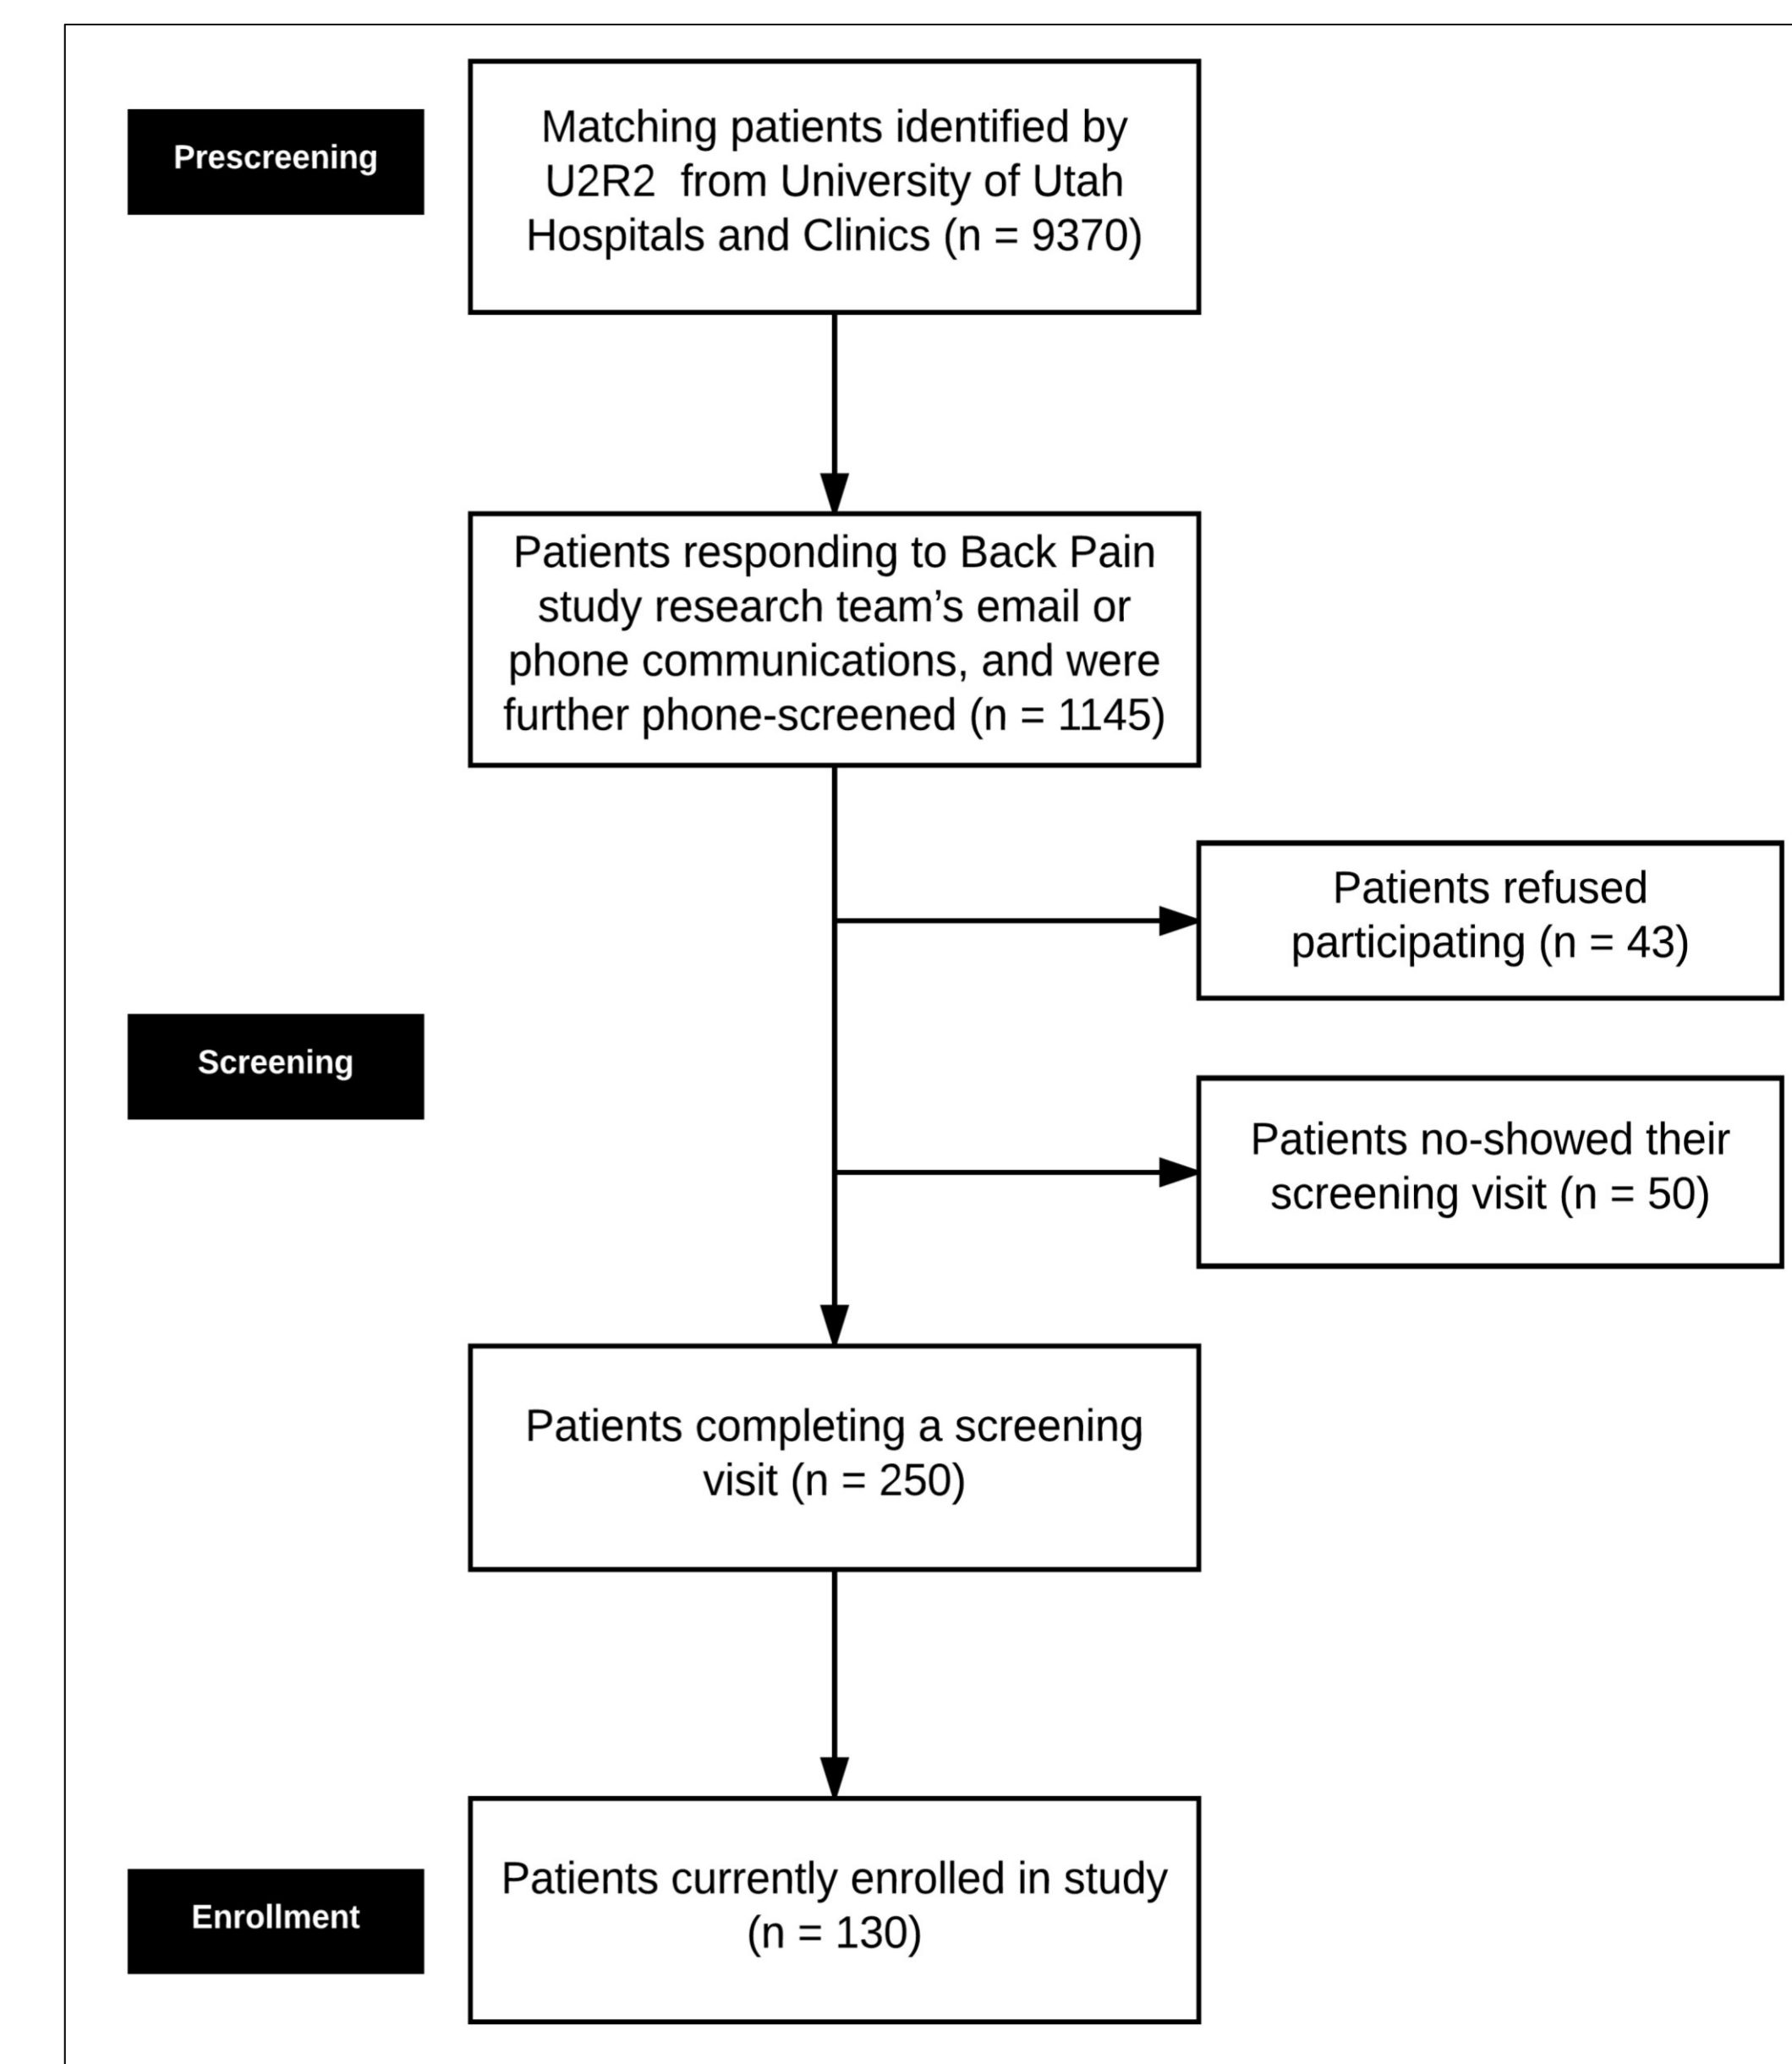 Prescreening
Matching patients identified by
U2R2  from University of Utah
Hospitals and Clinics (n = 9370)
Patients responding to Back Pain
study research team’s email or
phone communications, and were
further phone-screened (n = 1145)
Patients refused
participating (n = 43)
Screening
Patients no-showed their
screening visit (n = 50)
Patients completing a screening
visit (n = 250)
Enrollment
Patients currently enrolled in study
(n = 130)